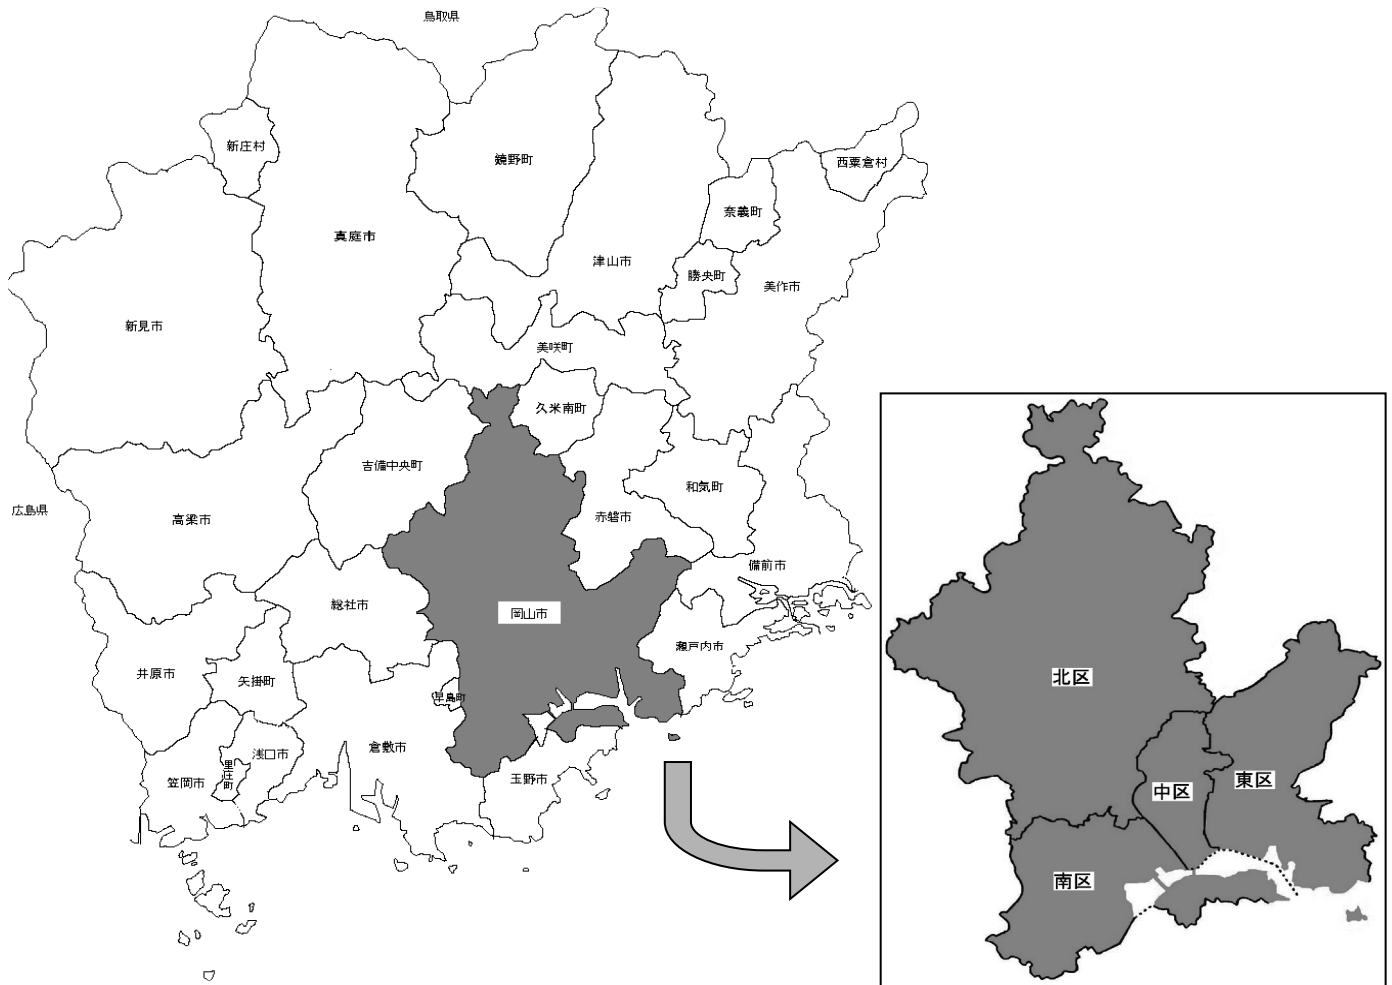 鳥取県
新庄村
鏡野町
西粟倉村
奈義町
真庭市
津山市
勝央町
美作市
新見市
美咲町
久米南町
吉備中央町
和気町
広島県
高梁市
赤磐市
備前市
総社市
岡山市
瀬戸内市
井原市
矢掛町
早島町
倉敷市
浅口市
里庄町
笠岡市
玉野市
北区
中区
東区
南区